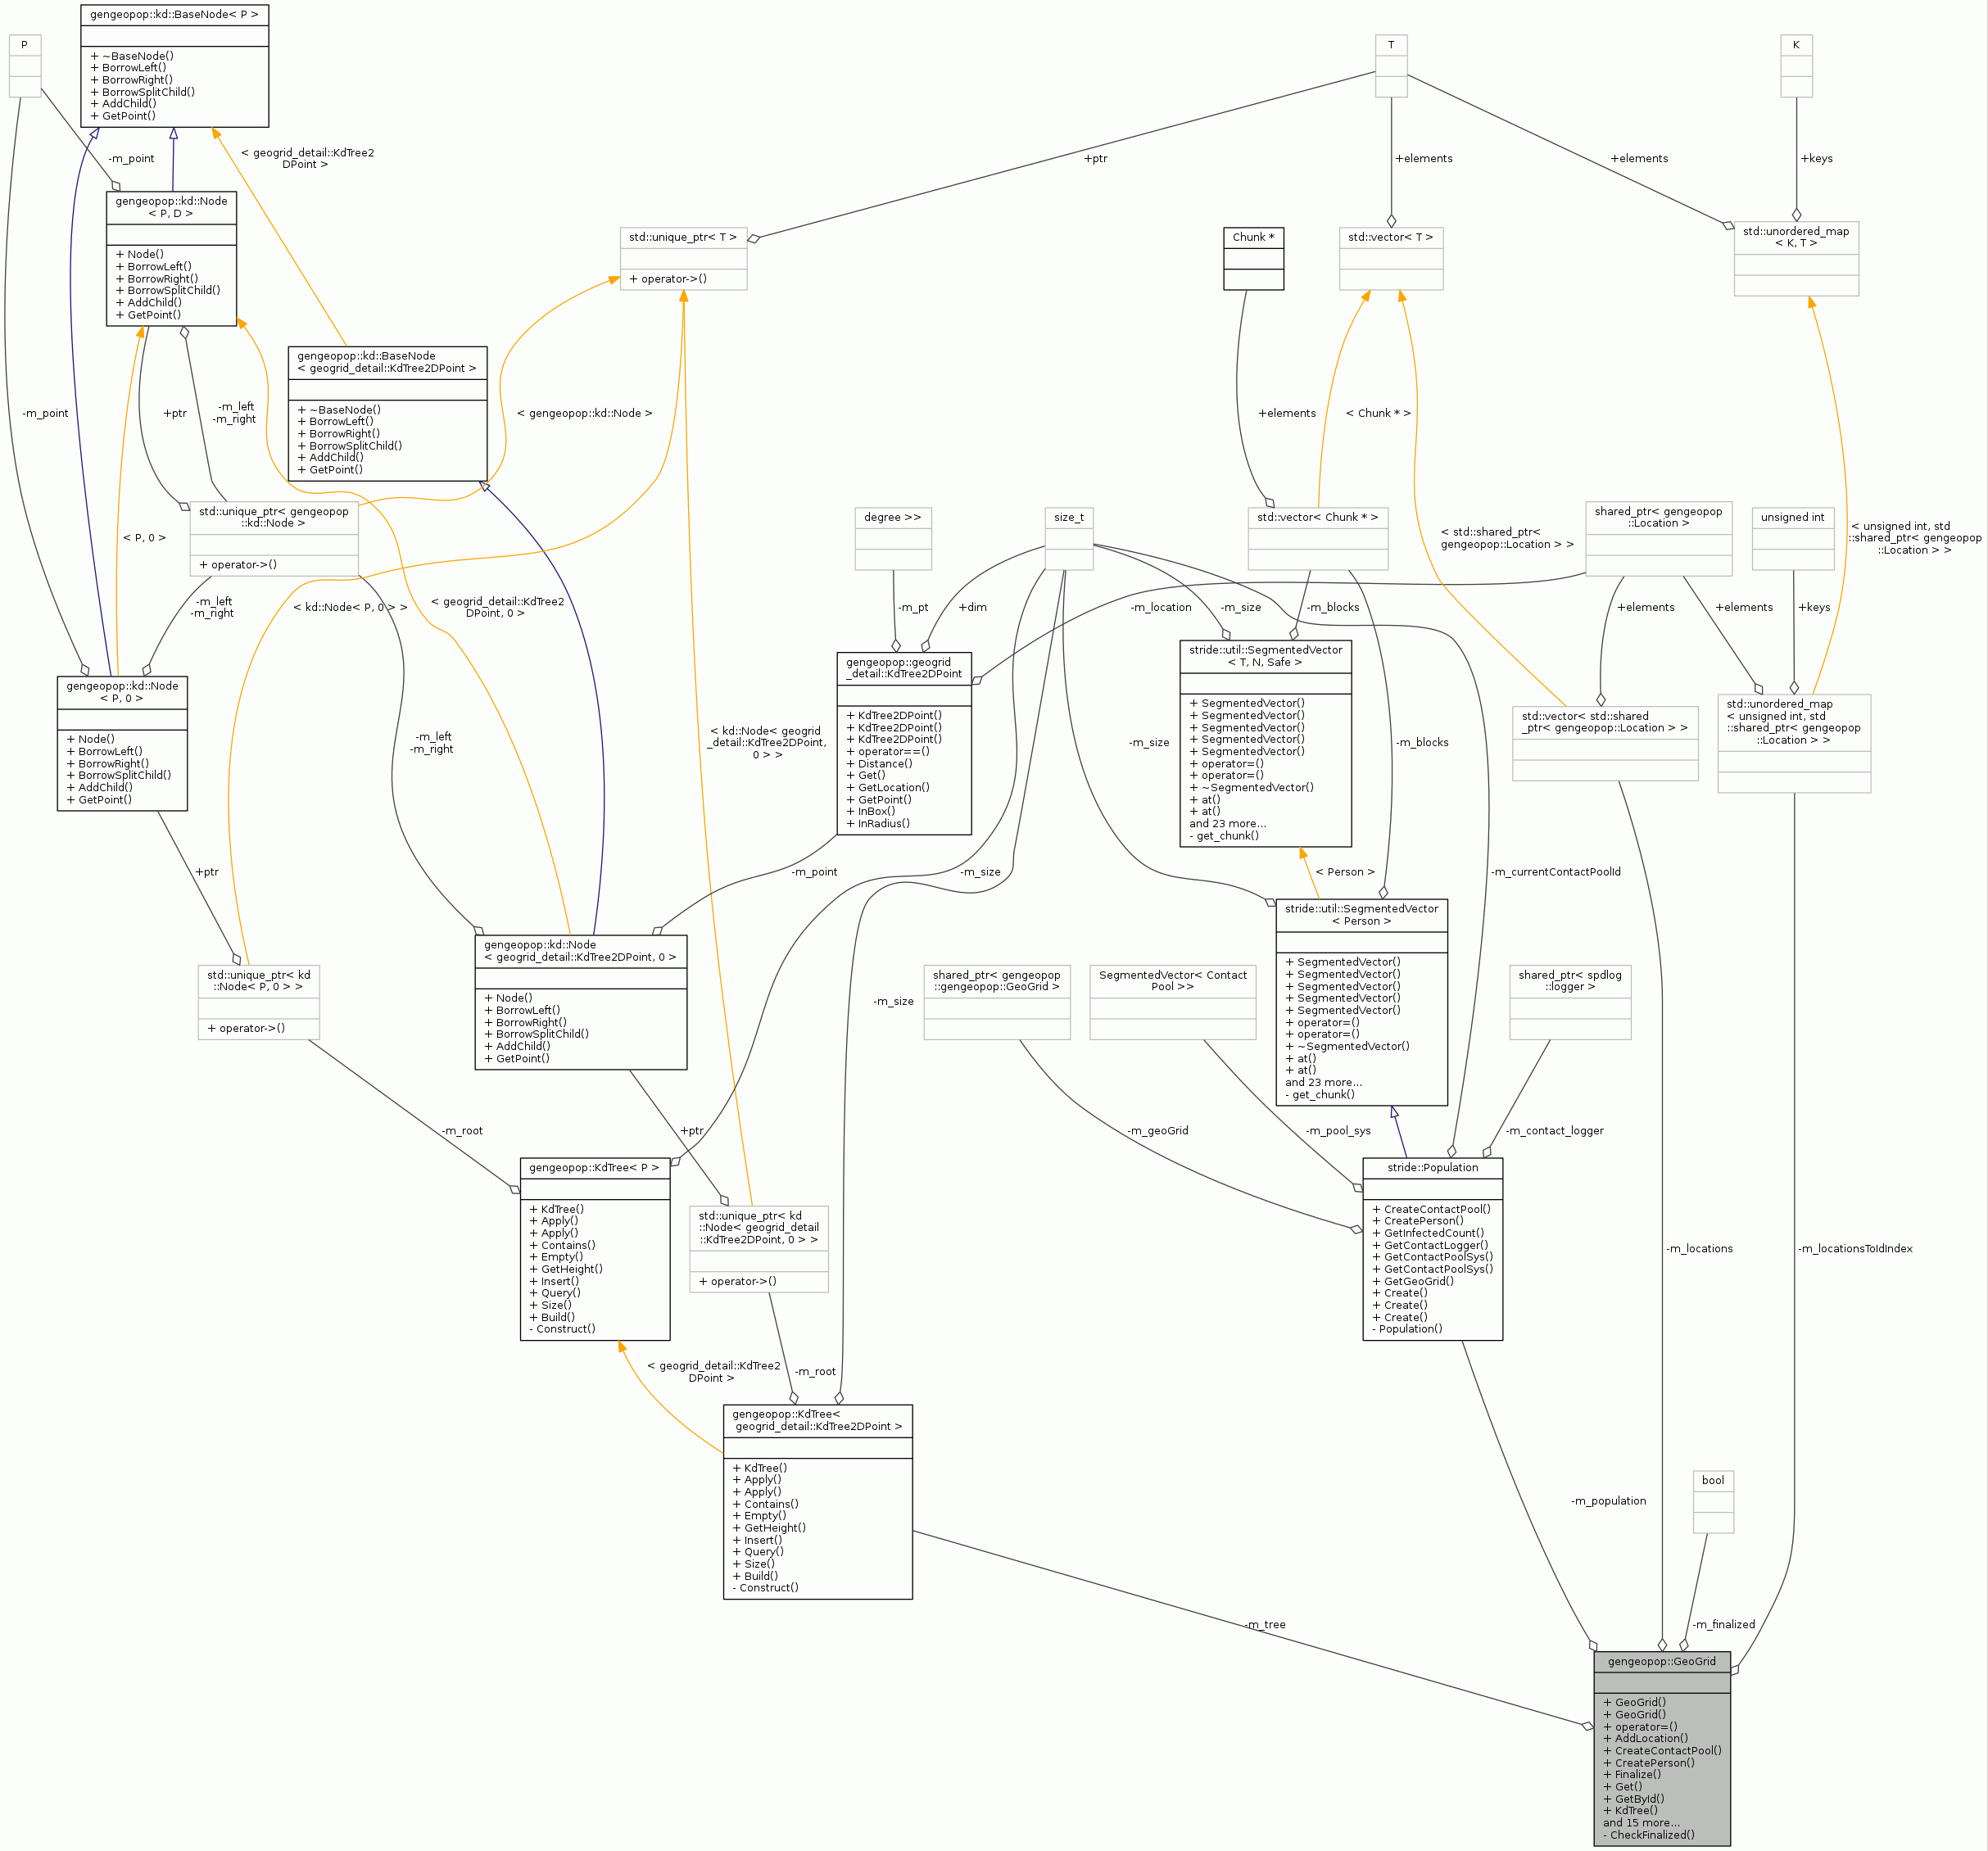 gengeopop::kd::BaseNode< P >
+ ~BaseNode()
+ BorrowLeft()
+ BorrowRight()
+ BorrowSplitChild()
+ AddChild()
+ GetPoint()
P
T
K
-m_point
< geogrid_detail::KdTree2
DPoint >
+ptr
+elements
+elements
+keys
gengeopop::kd::Node
< P, D >
+ Node()
+ BorrowLeft()
+ BorrowRight()
+ BorrowSplitChild()
+ AddChild()
+ GetPoint()
std::unique_ptr< T >
+ operator->()
Chunk *
std::vector< T >
std::unordered_map
< K, T >
gengeopop::kd::BaseNode
< geogrid_detail::KdTree2DPoint >
+ ~BaseNode()
+ BorrowLeft()
+ BorrowRight()
+ BorrowSplitChild()
+ AddChild()
+ GetPoint()
-m_point
+ptr
-m_left
-m_right
< gengeopop::kd::Node >
+elements
< Chunk * >
std::unique_ptr< gengeopop
::kd::Node >
+ operator->()
degree >>
size_t
std::vector< Chunk * >
shared_ptr< gengeopop
::Location >
unsigned int
< std::shared_ptr<
gengeopop::Location > >
< unsigned int, std
::shared_ptr< gengeopop
::Location > >
< P, 0 >
-m_left
-m_right
< kd::Node< P, 0 > >
< geogrid_detail::KdTree2
DPoint, 0 >
-m_pt
+dim
-m_location
-m_size
-m_blocks
+elements
+elements
+keys
gengeopop::kd::Node
< P, 0 >
+ Node()
+ BorrowLeft()
+ BorrowRight()
+ BorrowSplitChild()
+ AddChild()
+ GetPoint()
gengeopop::geogrid
_detail::KdTree2DPoint
+ KdTree2DPoint()
+ KdTree2DPoint()
+ KdTree2DPoint()
+ operator==()
+ Distance()
+ Get()
+ GetLocation()
+ GetPoint()
+ InBox()
+ InRadius()
stride::util::SegmentedVector
< T, N, Safe >
+ SegmentedVector()
+ SegmentedVector()
+ SegmentedVector()
+ SegmentedVector()
+ SegmentedVector()
+ operator=()
+ operator=()
+ ~SegmentedVector()
+ at()
+ at()
and 23 more...
- get_chunk()
std::vector< std::shared
_ptr< gengeopop::Location > >
std::unordered_map
< unsigned int, std
::shared_ptr< gengeopop
::Location > >
-m_left
-m_right
< kd::Node< geogrid
_detail::KdTree2DPoint,
0 > >
-m_size
-m_blocks
+ptr
-m_point
-m_size
< Person >
-m_currentContactPoolId
gengeopop::kd::Node
< geogrid_detail::KdTree2DPoint, 0 >
+ Node()
+ BorrowLeft()
+ BorrowRight()
+ BorrowSplitChild()
+ AddChild()
+ GetPoint()
stride::util::SegmentedVector
< Person >
+ SegmentedVector()
+ SegmentedVector()
+ SegmentedVector()
+ SegmentedVector()
+ SegmentedVector()
+ operator=()
+ operator=()
+ ~SegmentedVector()
+ at()
+ at()
and 23 more...
- get_chunk()
std::unique_ptr< kd
::Node< P, 0 > >
+ operator->()
-m_size
shared_ptr< gengeopop
::gengeopop::GeoGrid >
SegmentedVector< Contact
Pool >>
shared_ptr< spdlog
::logger >
-m_root
+ptr
-m_geoGrid
-m_pool_sys
-m_contact_logger
gengeopop::KdTree< P >
+ KdTree()
+ Apply()
+ Apply()
+ Contains()
+ Empty()
+ GetHeight()
+ Insert()
+ Query()
+ Size()
+ Build()
- Construct()
std::unique_ptr< kd
::Node< geogrid_detail
::KdTree2DPoint, 0 > >
+ operator->()
stride::Population
+ CreateContactPool()
+ CreatePerson()
+ GetInfectedCount()
+ GetContactLogger()
+ GetContactPoolSys()
+ GetContactPoolSys()
+ GetGeoGrid()
+ Create()
+ Create()
+ Create()
- Population()
-m_locations
-m_locationsToIdIndex
< geogrid_detail::KdTree2
DPoint >
-m_root
gengeopop::KdTree<
geogrid_detail::KdTree2DPoint >
+ KdTree()
+ Apply()
+ Apply()
+ Contains()
+ Empty()
+ GetHeight()
+ Insert()
+ Query()
+ Size()
+ Build()
- Construct()
bool
-m_population
-m_tree
-m_finalized
gengeopop::GeoGrid
+ GeoGrid()
+ GeoGrid()
+ operator=()
+ AddLocation()
+ CreateContactPool()
+ CreatePerson()
+ Finalize()
+ Get()
+ GetById()
+ KdTree()
and 15 more...
- CheckFinalized()